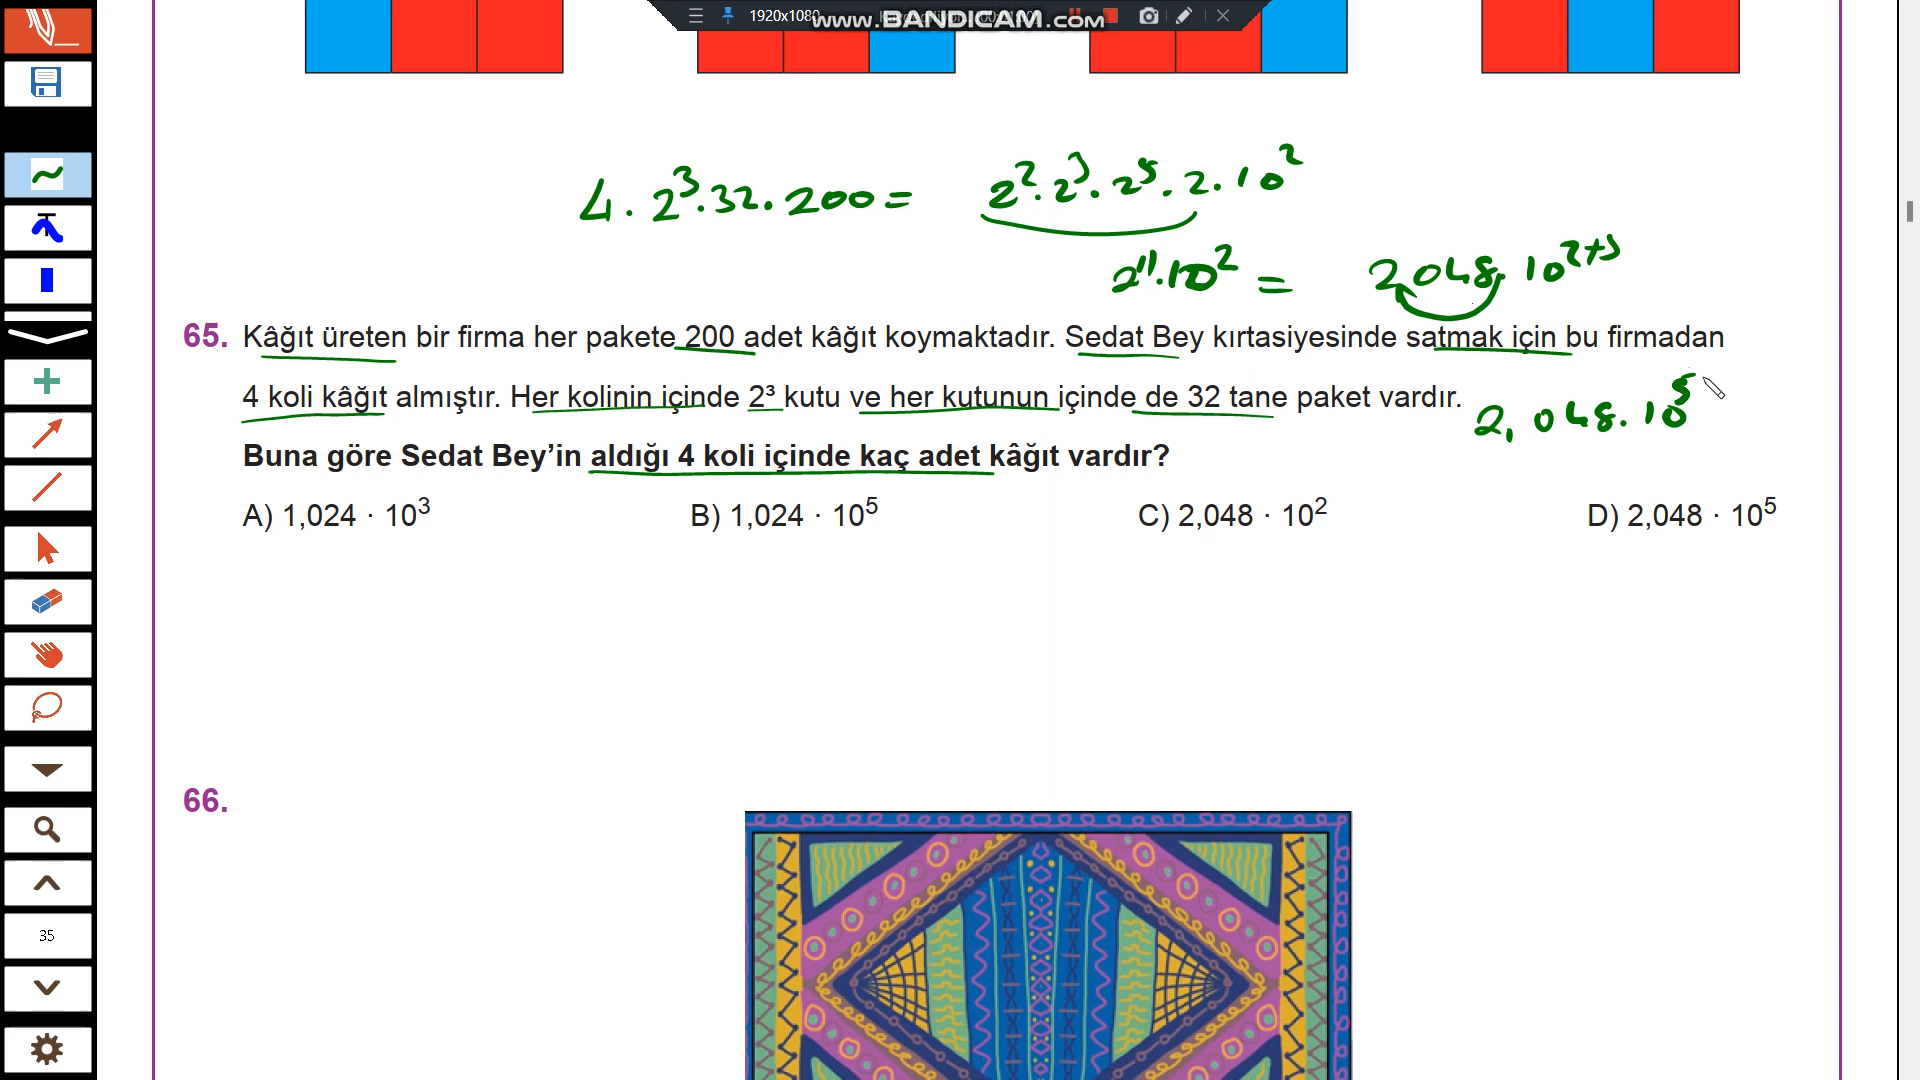 1920x1080
www.BANDICAM.com
4 . 2³ . 32 . 200 = 2² . 2³ . 2⁵ . 2 . 10²
2¹¹ . 10² = 2048 . 10²⁺³
65. Kâğıt üreten bir firma her pakete 200 adet kâğıt koymaktadır. Sedat Bey kırtasiyesinde satmak için bu firmadan
4 koli kâğıt almıştır. Her kolinin içinde 2³ kutu ve her kutunun içinde de 32 tane paket vardır.
2,048 . 10⁵
Buna göre Sedat Bey’in aldığı 4 koli içinde kaç adet kâğıt vardır?
A) 1,024 · 10³ B) 1,024 · 10⁵ C) 2,048 · 10² D) 2,048 · 10⁵
66.
35